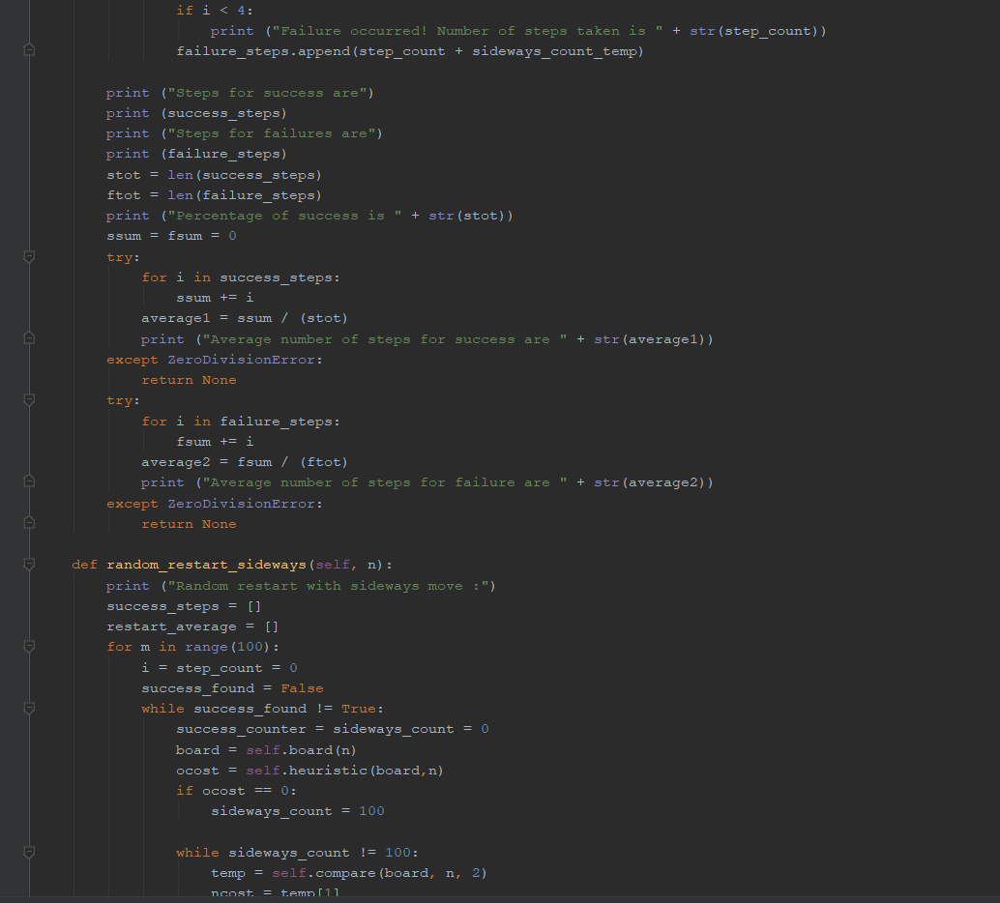 if i < 4:
print ("Failure occurred! Number of steps taken is " + str(step_count))
failure_steps.append(step_count + sideways_count_temp)
print ("Steps for success are")
print (success_steps)
print ("Steps for failures are")
print (failure_steps)
stot = len(success_steps)
ftot = len(failure_steps)
print ("Percentage of success is " + str(stot))
ssum = fsum = 0
try:
for i in success_steps:
ssum += i
average1 = ssum / (stot)
print ("Average number of steps for success are " + str(average1))
except ZeroDivisionError:
return None
try:
for i in failure_steps:
fsum += i
average2 = fsum / (ftot)
print ("Average number of steps for failure are " + str(average2))
except ZeroDivisionError:
return None
def random_restart_sideways(self, n):
print ("Random restart with sideways move :")
success_steps = []
restart_average = []
for m in range(100):
i = step_count = 0
success_found = False
while success_found != True:
success_counter = sideways_count = 0
board = self.board(n)
ocost = self.heuristic(board,n)
if ocost == 0:
sideways_count = 100
while sideways_count != 100:
temp = self.compare(board, n, 2)
ncost = temp[1]